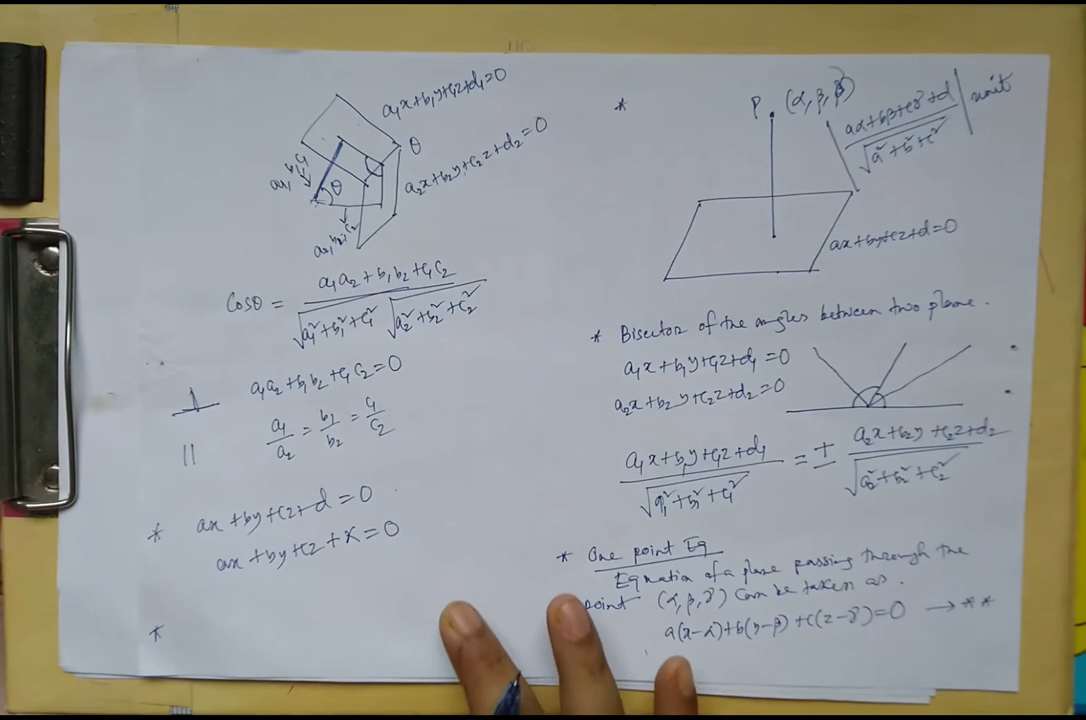 a₁x+b₁y+c₁z+d₁=0
θ
a₁, b₁, c₁
θ
a₂x+b₂y+c₂z+d₂=0
a₂, b₂, c₂
Cosθ = (a₁a₂+b₁b₂+c₁c₂)/(√(a₁²+b₁²+c₁²) √(a₂²+b₂²+c₂²))
⊥ a₁a₂+b₁b₂+c₁c₂=0
|| a₁/a₂ = b₁/b₂ = c₁/c₂
* ax+by+cz+d=0
ax+by+cz+K=0
*
* P (α,β,γ)
|(aα+bβ+cγ+d)/√(a²+b²+c²)| unit
ax+by+cz+d=0
* Bisector of the angles between two plane.
a₁x+b₁y+c₁z+d₁=0
a₂x+b₂y+c₂z+d₂=0
(a₁x+b₁y+c₁z+d₁)/√(a₁²+b₁²+c₁²) = ± (a₂x+b₂y+c₂z+d₂)/√(a₂²+b₂²+c₂²)
* One point Eq
Equation of a plane passing through the
point (α,β,γ) Can be taken as.
a(x-α)+b(y-β)+c(z-γ)=0 → **